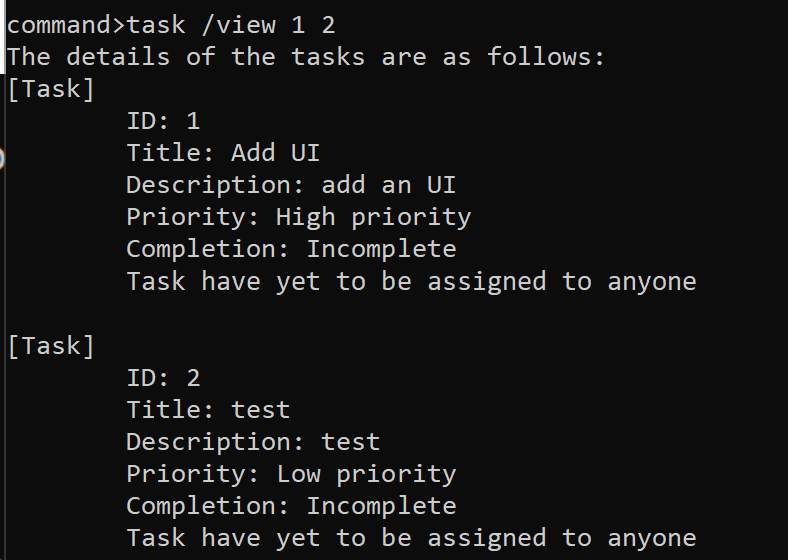 command>task /view 1 2
The details of the tasks are as follows:
[Task]
ID: 1
Title: Add UI
Description: add an UI
Priority: High priority
Completion: Incomplete
Task have yet to be assigned to anyone
[Task]
ID: 2
Title: test
Description: test
Priority: Low priority
Completion: Incomplete
Task have yet to be assigned to anyone